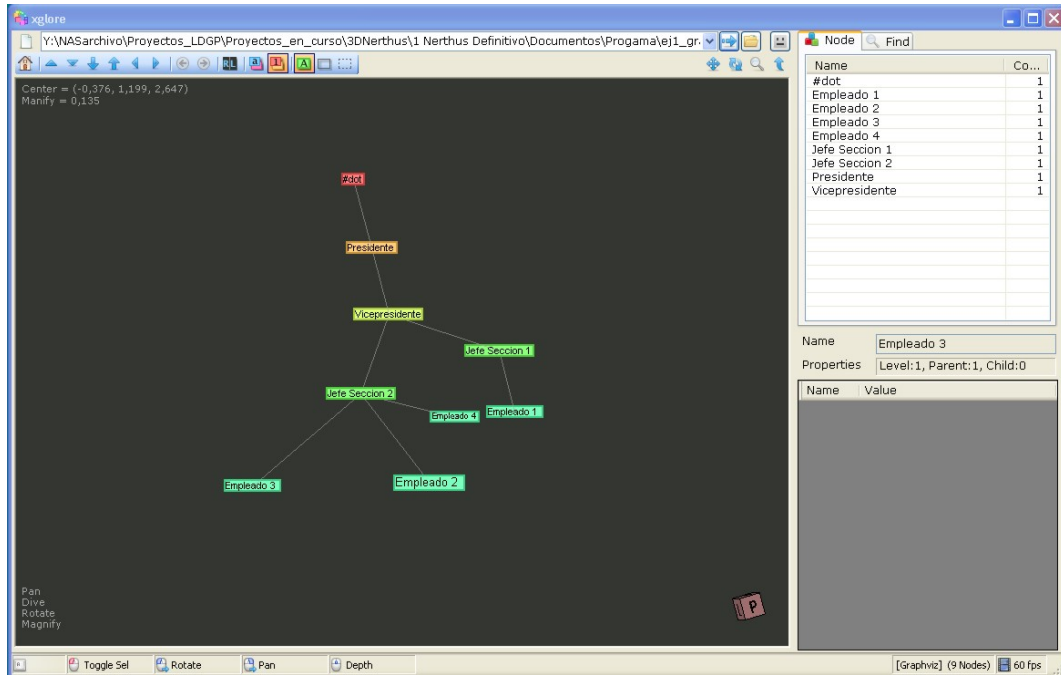 xglore
Y:\NASarchivo\Proyectos_LDGP\Proyectos_en_curso\3DNerthus\1 Nerthus Definitivo\Documentos\Progama\ej1_gr.
Center = (-0,376, 1,199, 2,647)
Manify = 0,135
#dot
Presidente
Vicepresidente
Jefe Seccion 1
Jefe Seccion 2
Empleado 4
Empleado 1
Empleado 3
Empleado 2
Pan
Dive
Rotate
Magnify
P
Node Find
Name Co...
#dot 1
Empleado 1 1
Empleado 2 1
Empleado 3 1
Empleado 4 1
Jefe Seccion 1 1
Jefe Seccion 2 1
Presidente 1
Vicepresidente 1
Name Empleado 3
Properties Level:1, Parent:1, Child:0
Name Value
Toggle Sel Rotate Pan Depth
[Graphviz] (9 Nodes) 60 fps